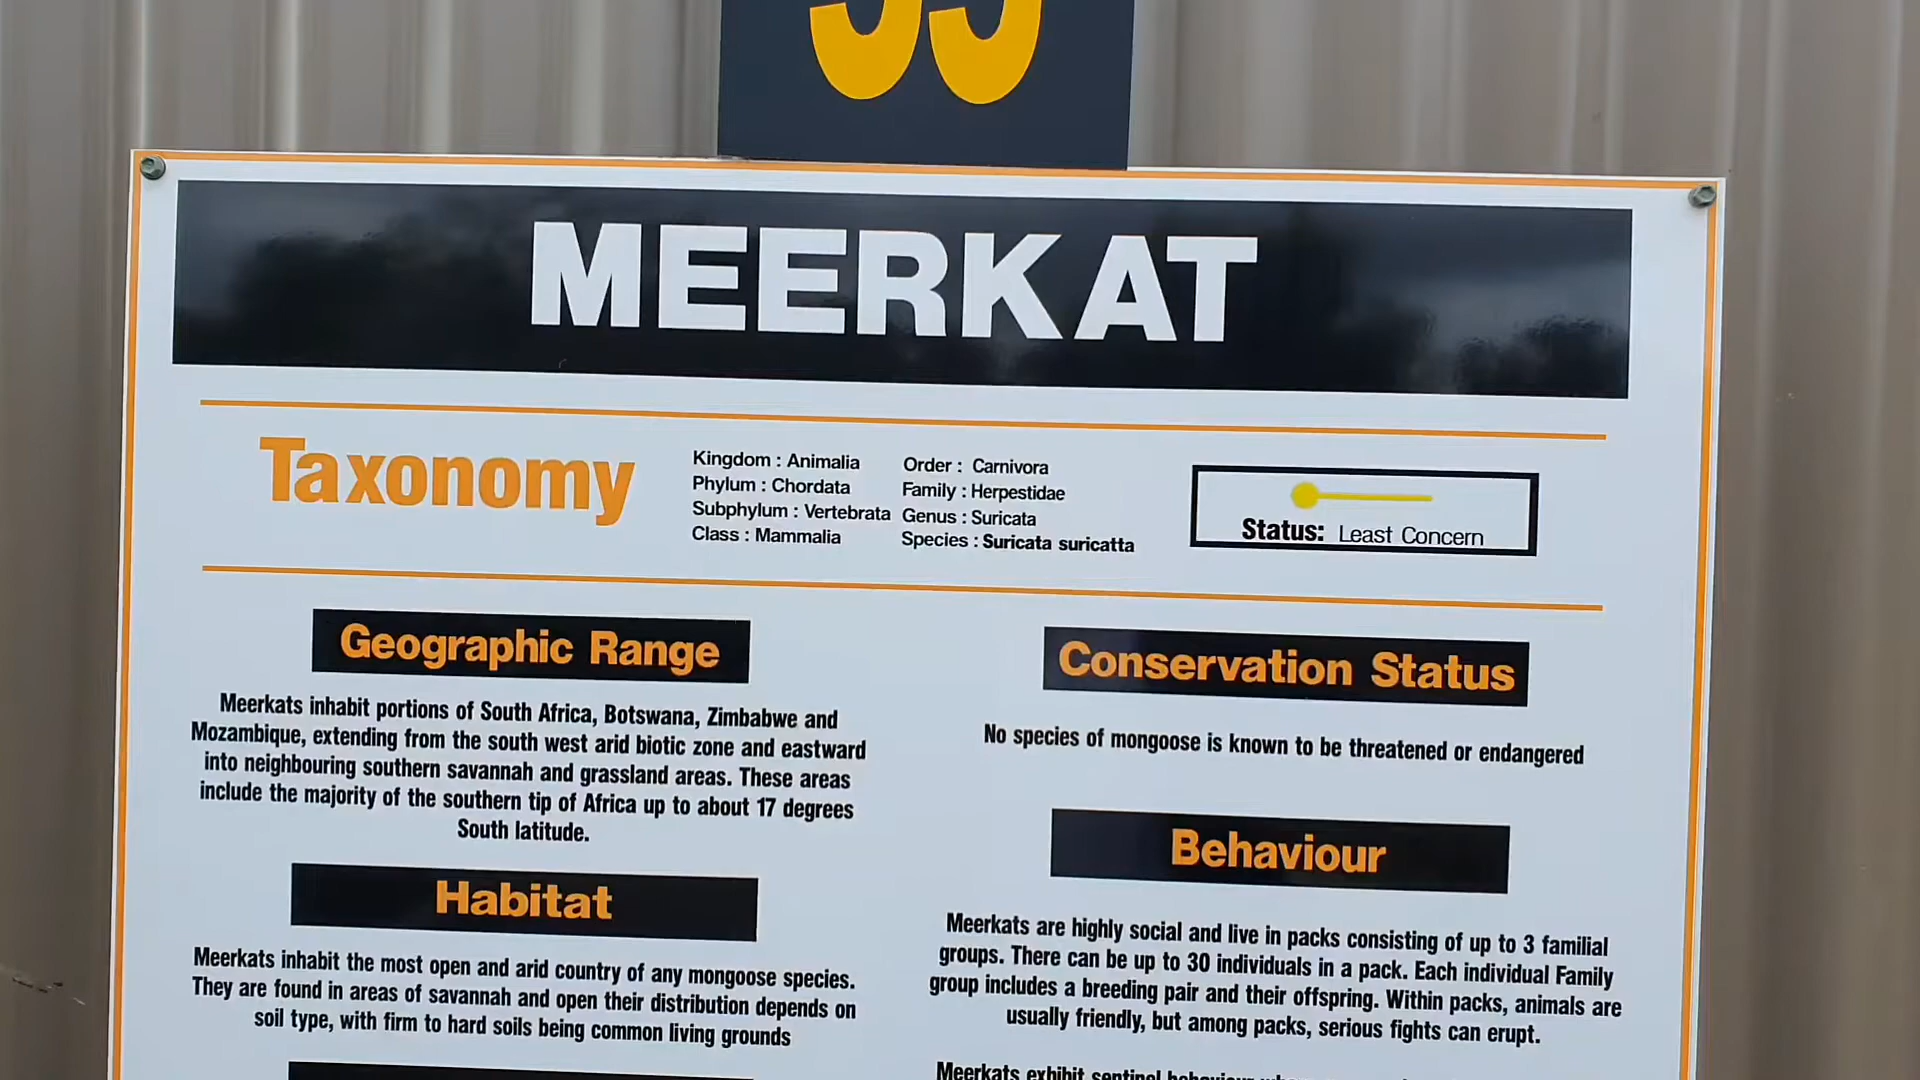 MEERKAT
Taxonomy
Kingdom : Animalia
Phylum : Chordata
Subphylum : Vertebrata
Class : Mammalia
Order : Carnivora
Family : Herpestidae
Genus : Suricata
Species : Suricata suricatta
Status: Least Concern
Geographic Range
Meerkats inhabit portions of South Africa, Botswana, Zimbabwe and
Mozambique, extending from the south west arid biotic zone and eastward
into neighbouring southern savannah and grassland areas. These areas
include the majority of the southern tip of Africa up to about 17 degrees
South latitude.
Habitat
Meerkats inhabit the most open and arid country of any mongoose species.
They are found in areas of savannah and open their distribution depends on
soil type, with firm to hard soils being common living grounds
Conservation Status
No species of mongoose is known to be threatened or endangered
Behaviour
Meerkats are highly social and live in packs consisting of up to 3 familial
groups. There can be up to 30 individuals in a pack. Each individual Family
group includes a breeding pair and their offspring. Within packs, animals are
usually friendly, but among packs, serious fights can erupt.
Meerkats exhibit sentinel behaviour